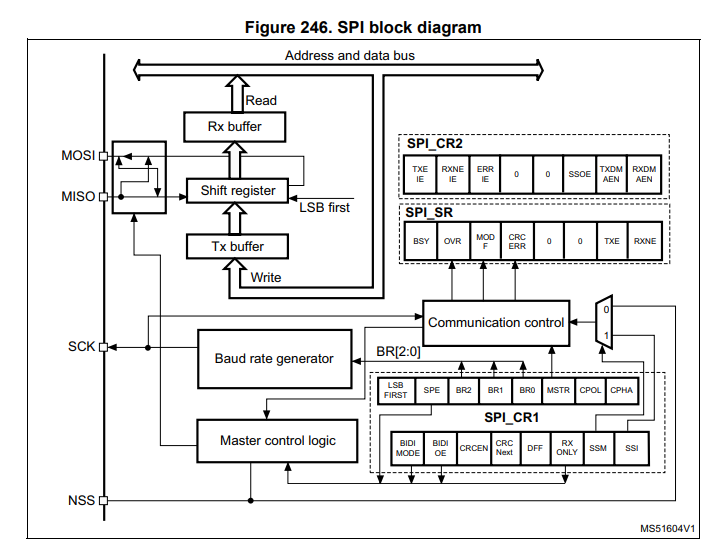 Figure 246. SPI block diagram
Address and data bus
Read
Rx buffer
MOSI
MISO
Shift register
LSB first
Tx buffer
Write
SPI_CR2
TXE IE
RXNE IE
ERR IE
0
0
SSOE
TXDM AEN
RXDM AEN
SPI_SR
BSY
OVR
MOD F
CRC ERR
0
0
TXE
RXNE
Communication control
0
1
SCK
Baud rate generator
BR[2:0]
LSB FIRST
SPE
BR2
BR1
BR0
MSTR
CPOL
CPHA
SPI_CR1
Master control logic
BIDI MODE
BIDI OE
CRCEN
CRC Next
DFF
RX ONLY
SSM
SSI
NSS
MS51604V1